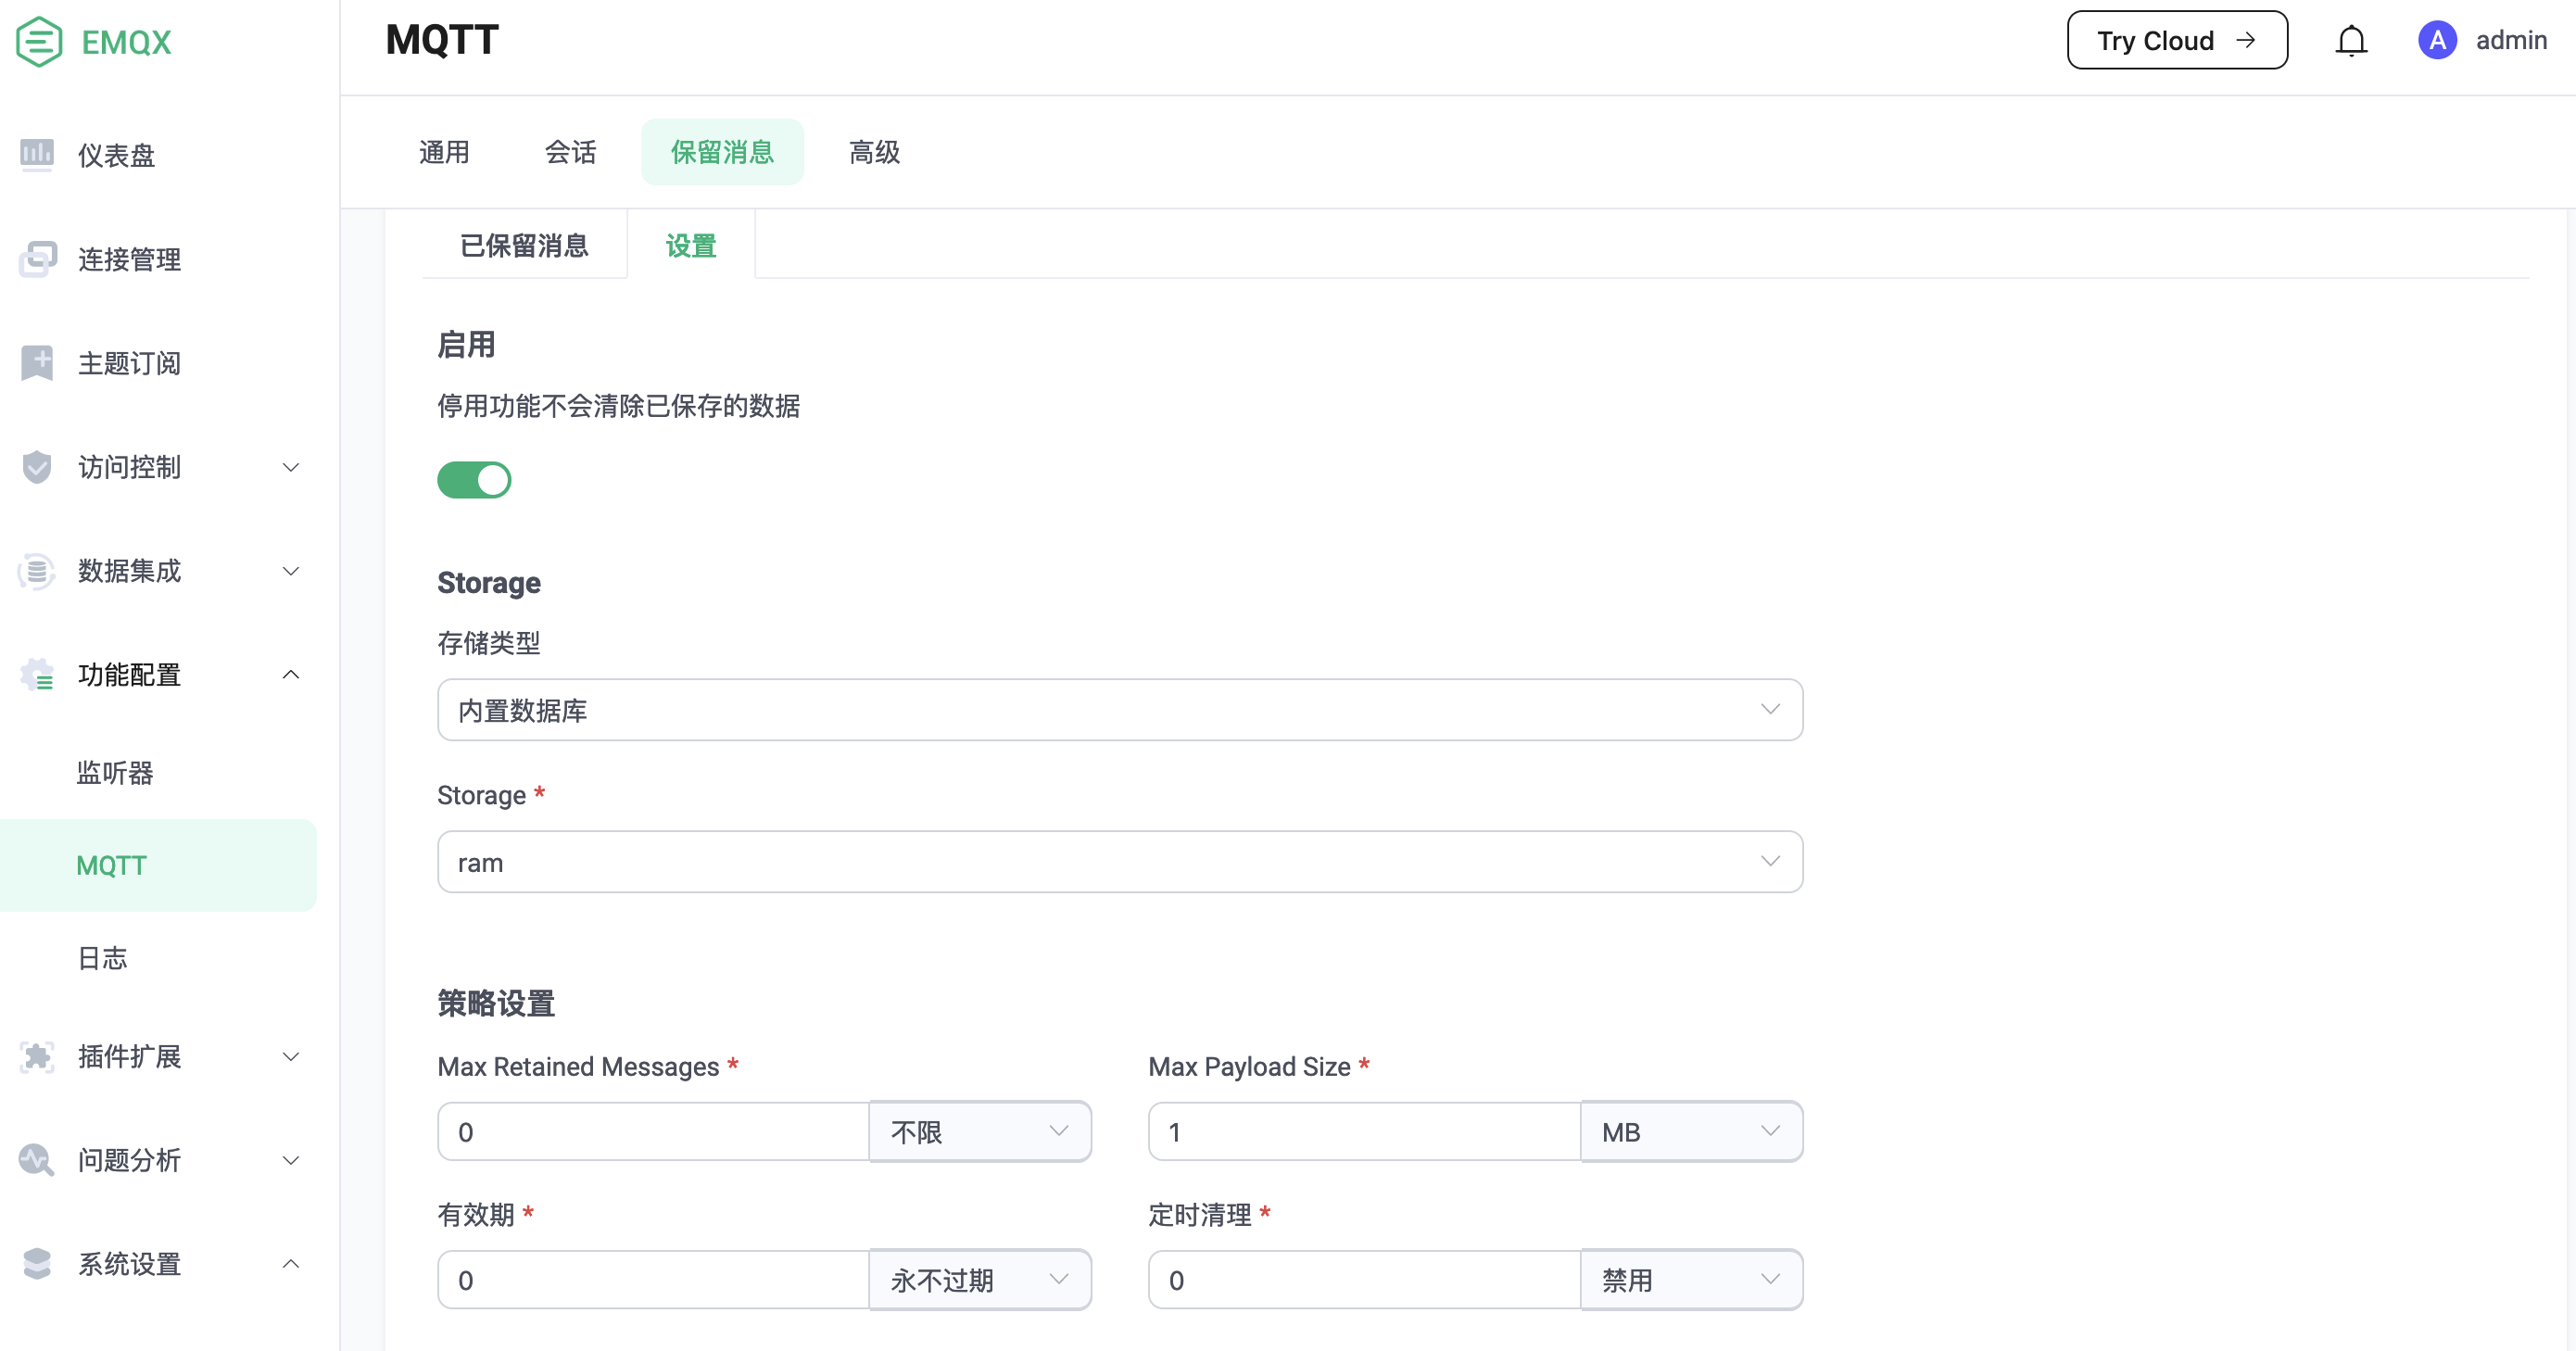 EMQX
MQTT
Try Cloud →
A
admin
仪表盘
连接管理
主题订阅
访问控制
数据集成
功能配置
监听器
MQTT
日志
插件扩展
问题分析
系统设置
通用
会话
保留消息
高级
已保留消息
设置
启用
停用功能不会清除已保存的数据
Storage
存储类型
内置数据库
Storage *
ram
策略设置
Max Retained Messages *
Max Payload Size *
0
不限
1
MB
有效期 *
定时清理 *
0
永不过期
0
禁用